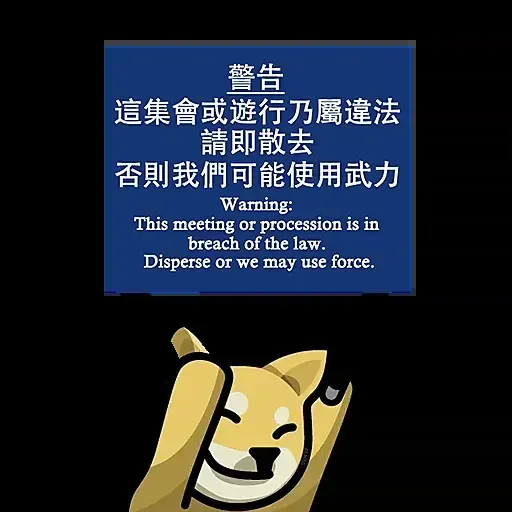 警告
這集會或遊行乃屬違法
請即散去
否則我們可能使用武力
Warning:
This meeting or procession is in
breach of the law.
Disperse or we may use force.